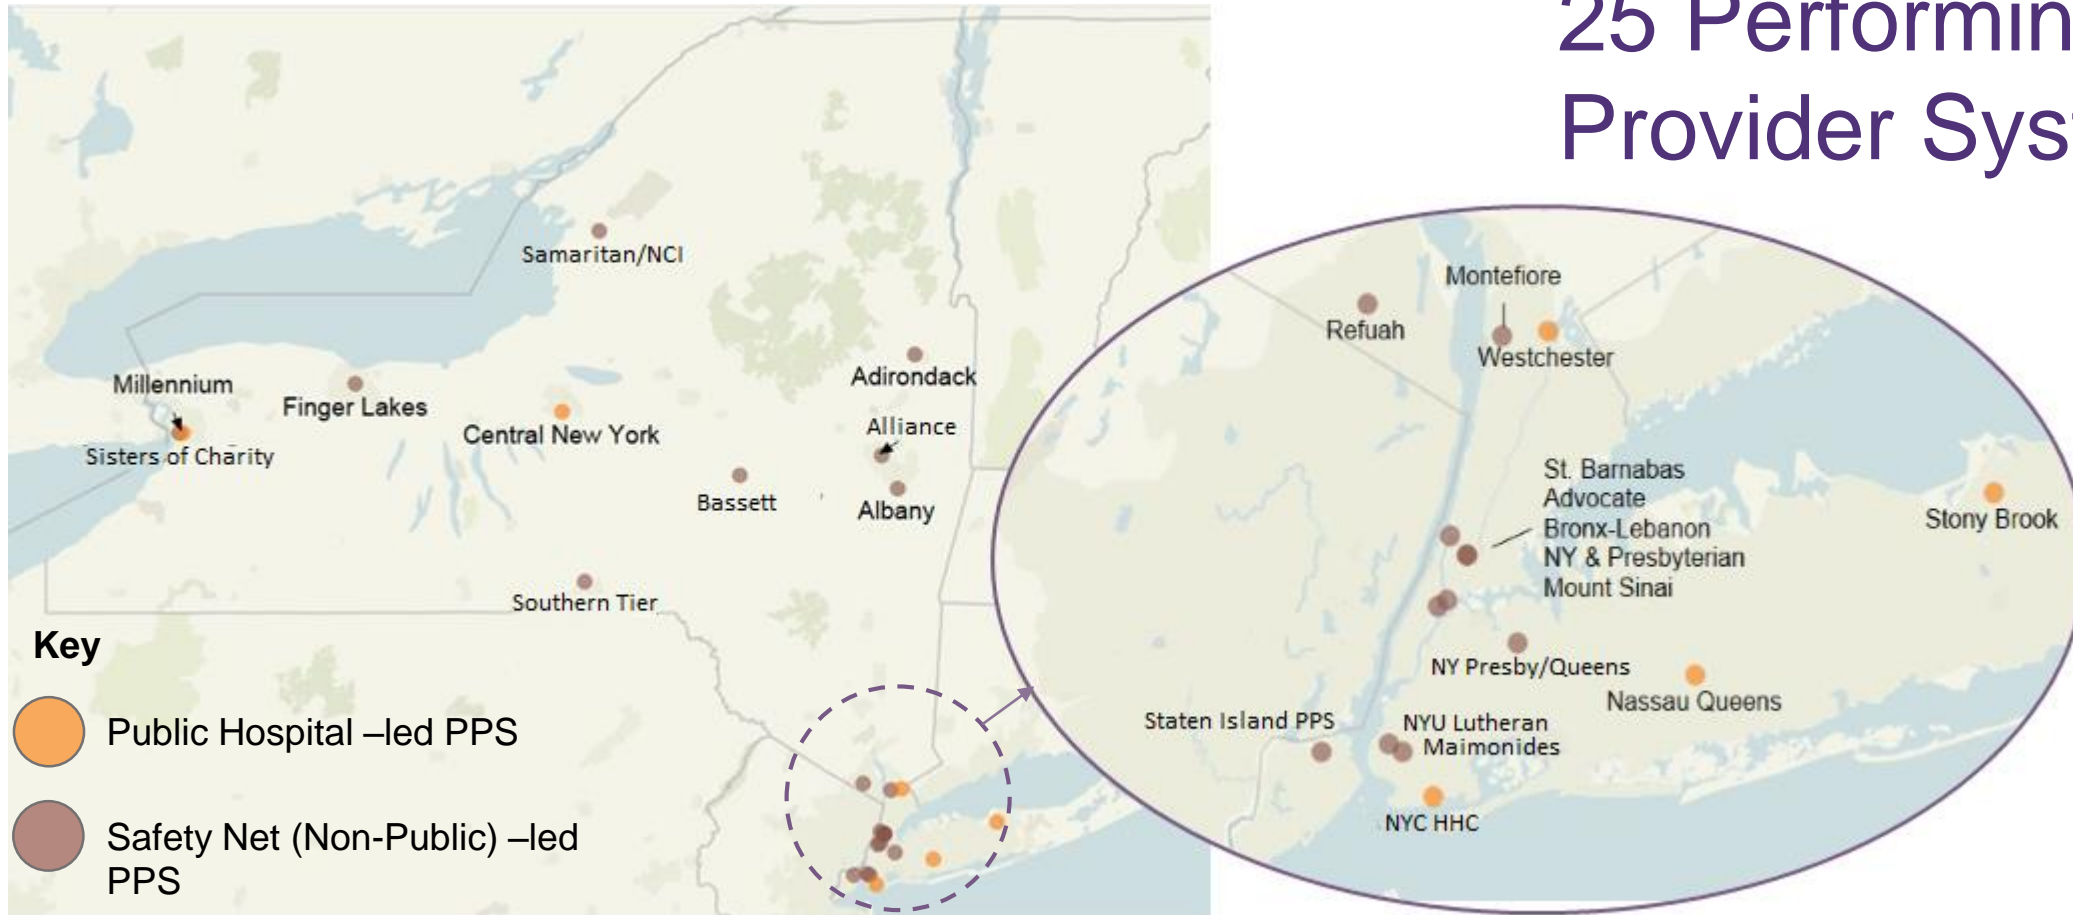 25 Performin
Provider Sys
Samaritan/NCI
Millennium
Finger Lakes
Sisters of Charity
Central New York
Adirondack
Alliance
Bassett
Albany
Southern Tier
Key
Public Hospital –led PPS
Safety Net (Non-Public) –led
PPS
Montefiore
Refuah
Westchester
St. Barnabas
Advocate
Bronx-Lebanon
NY & Presbyterian
Mount Sinai
Stony Brook
NY Presby/Queens
Nassau Queens
Staten Island PPS
NYU Lutheran
Maimonides
NYC HHC